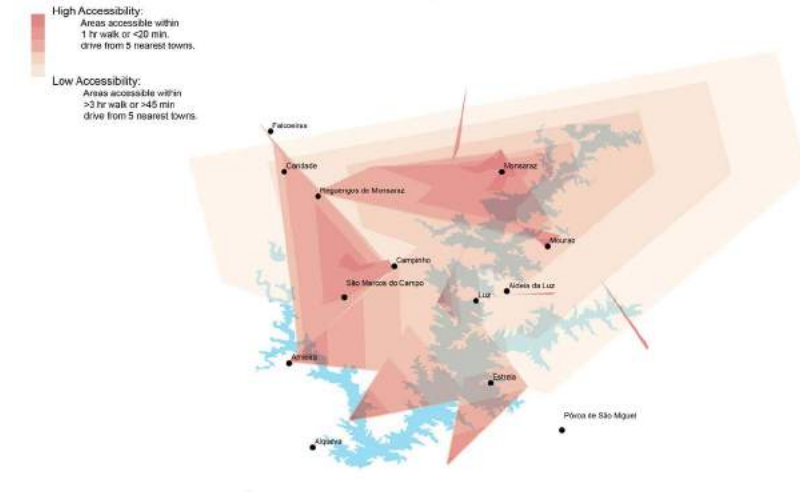 High Accessibility:
Areas accessible within
1 hr walk or <20 min.
drive from 5 nearest towns.
Low Accessibility:
Areas accessible within
>3 hr walk or >45 min
drive from 5 nearest towns.
Falcoeiras
Caridade
Monsaraz
Reguengos de Monsaraz
Mouraz
Campinho
São Marcos do Campo
Aldeia da Luz
Luz
Amieira
Estrela
Póvoa de São Miguel
Alqueva